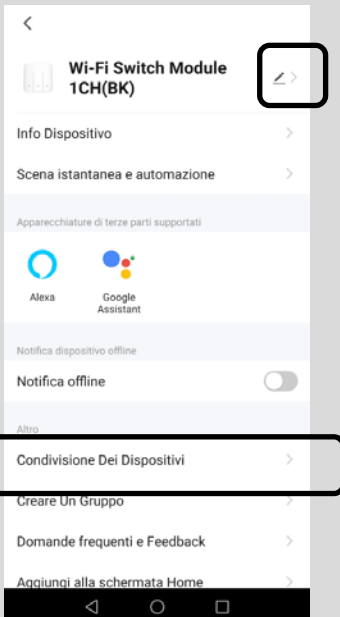 Wi-Fi Switch Module
1CH(BK)
Info Dispositivo
Scena istantanea e automazione
Apparecchiature di terze parti supportati
Alexa
Google
Assistant
Notifica dispositivo offline
Notifica offline
Altro
Condivisione Dei Dispositivi
Creare Un Gruppo
Domande frequenti e Feedback
Aggiungi alla schermata Home